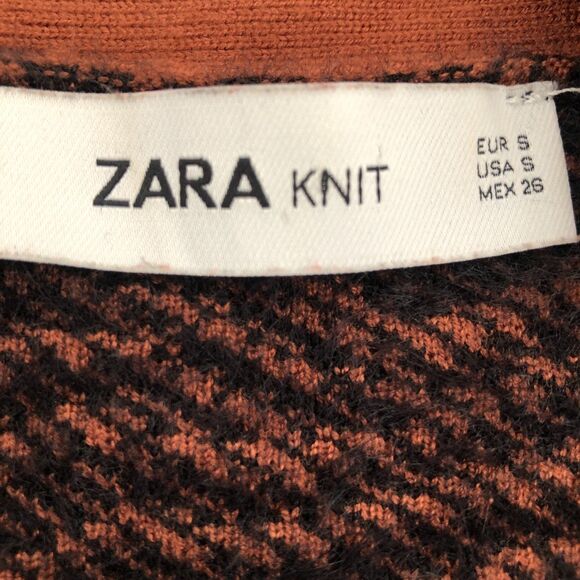 ZARA KNIT
EUR S
USA S
MEX 26